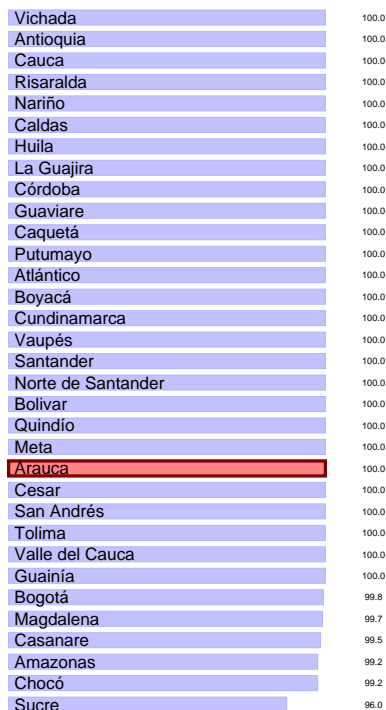 Vichada 100.0
Antioquia 100.0
Cauca 100.0
Risaralda 100.0
Nariño 100.0
Caldas 100.0
Huila 100.0
La Guajira 100.0
Córdoba 100.0
Guaviare 100.0
Caquetá 100.0
Putumayo 100.0
Atlántico 100.0
Boyacá 100.0
Cundinamarca 100.0
Vaupés 100.0
Santander 100.0
Norte de Santander 100.0
Bolivar 100.0
Quindío 100.0
Meta 100.0
Arauca 100.0
Cesar 100.0
San Andrés 100.0
Tolima 100.0
Valle del Cauca 100.0
Guainía 100.0
Bogotá 99.8
Magdalena 99.7
Casanare 99.5
Amazonas 99.2
Chocó 99.2
Sucre 96.0